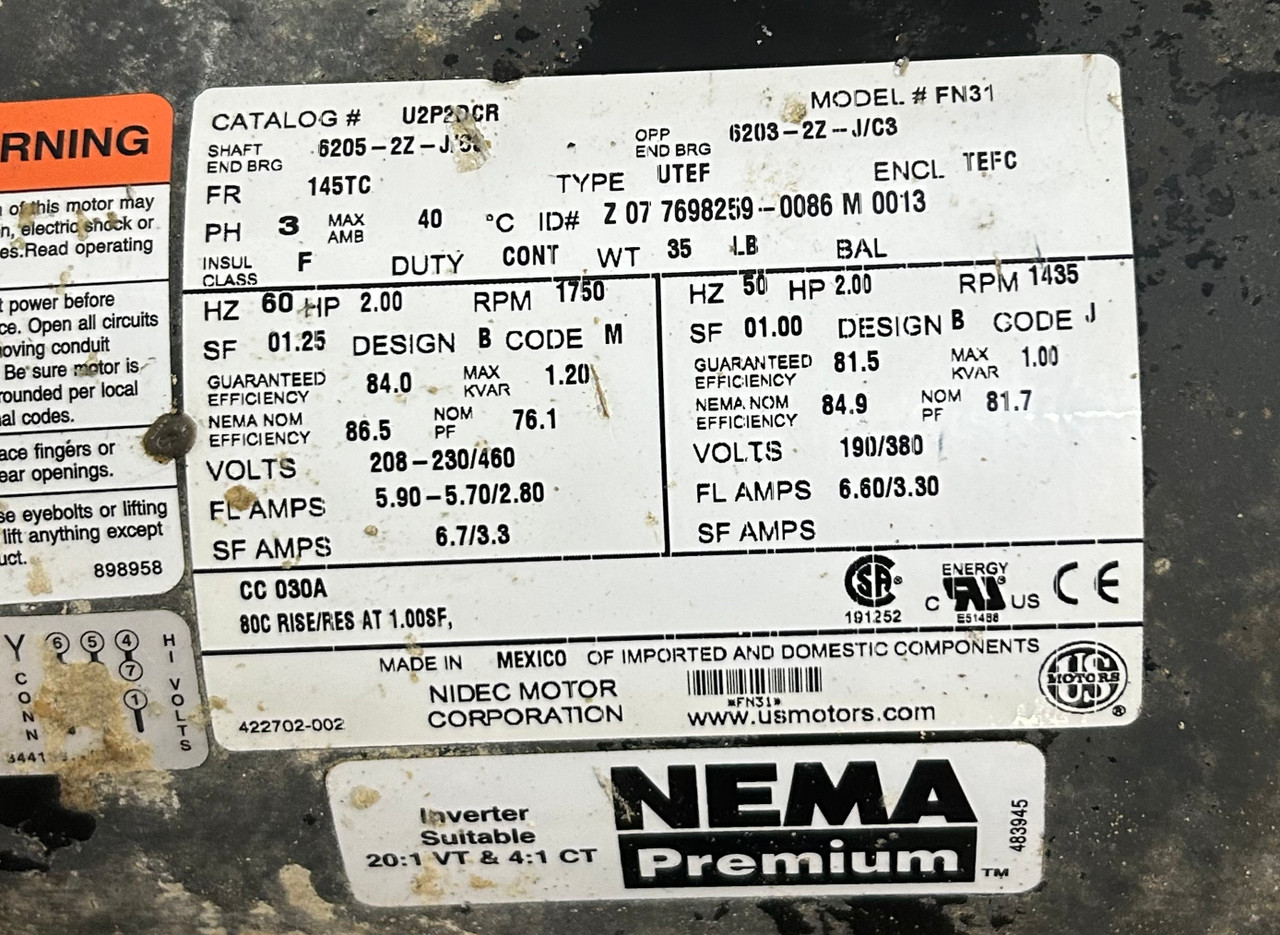 RNING
of this motor may
n, electric shock or
es.Read operating
t power before
ce. Open all circuits
oving conduit
Be sure motor is
rounded per local
al codes.
ace fingers or
ear openings.
se eyebolts or lifting
lift anything except
uct.
898958
Y CONN
6 5 4
7
1
HI VOLTS
CATALOG # MODEL # FN31
SHAFT END BRG 6205-2Z- OPP END BRG 6203-2Z-J/C3
FR 145TC TYPE UTEF ENCL TEFC
PH 3 MAX AMB 40 °C ID# Z 07 7698259-0086 M 0013
INSUL CLASS F DUTY CONT WT 35 LB BAL
HZ 60 HP 2.00 RPM 1750
SF 01.25 DESIGN B CODE M
GUARANTEED EFFICIENCY 84.0 MAX KVAR 1.20
NEMA NOM EFFICIENCY 86.5 NOM PF 76.1
VOLTS 208-230/460
FL AMPS 5.90-5.70/2.80
SF AMPS 6.7/3.3
HZ 50 HP 2.00 RPM 1435
SF 01.00 DESIGN B CODE J
GUARANTEED EFFICIENCY 81.5 MAX KVAR 1.00
NEMA NOM EFFICIENCY 84.9 NOM PF 81.7
VOLTS 190/380
FL AMPS 6.60/3.30
SF AMPS
CC 030A
80C RISE/RES AT 1.00SF,
SA ®
191252
ENERGY
C UL US
E51488
CE
MADE IN MEXICO OF IMPORTED AND DOMESTIC COMPONENTS
NIDEC MOTOR
CORPORATION
*FN31*
www.usmotors.com
422702-002
US MOTORS ®
Inverter
Suitable
20:1 VT & 4:1 CT
NEMA
Premium ™
483945